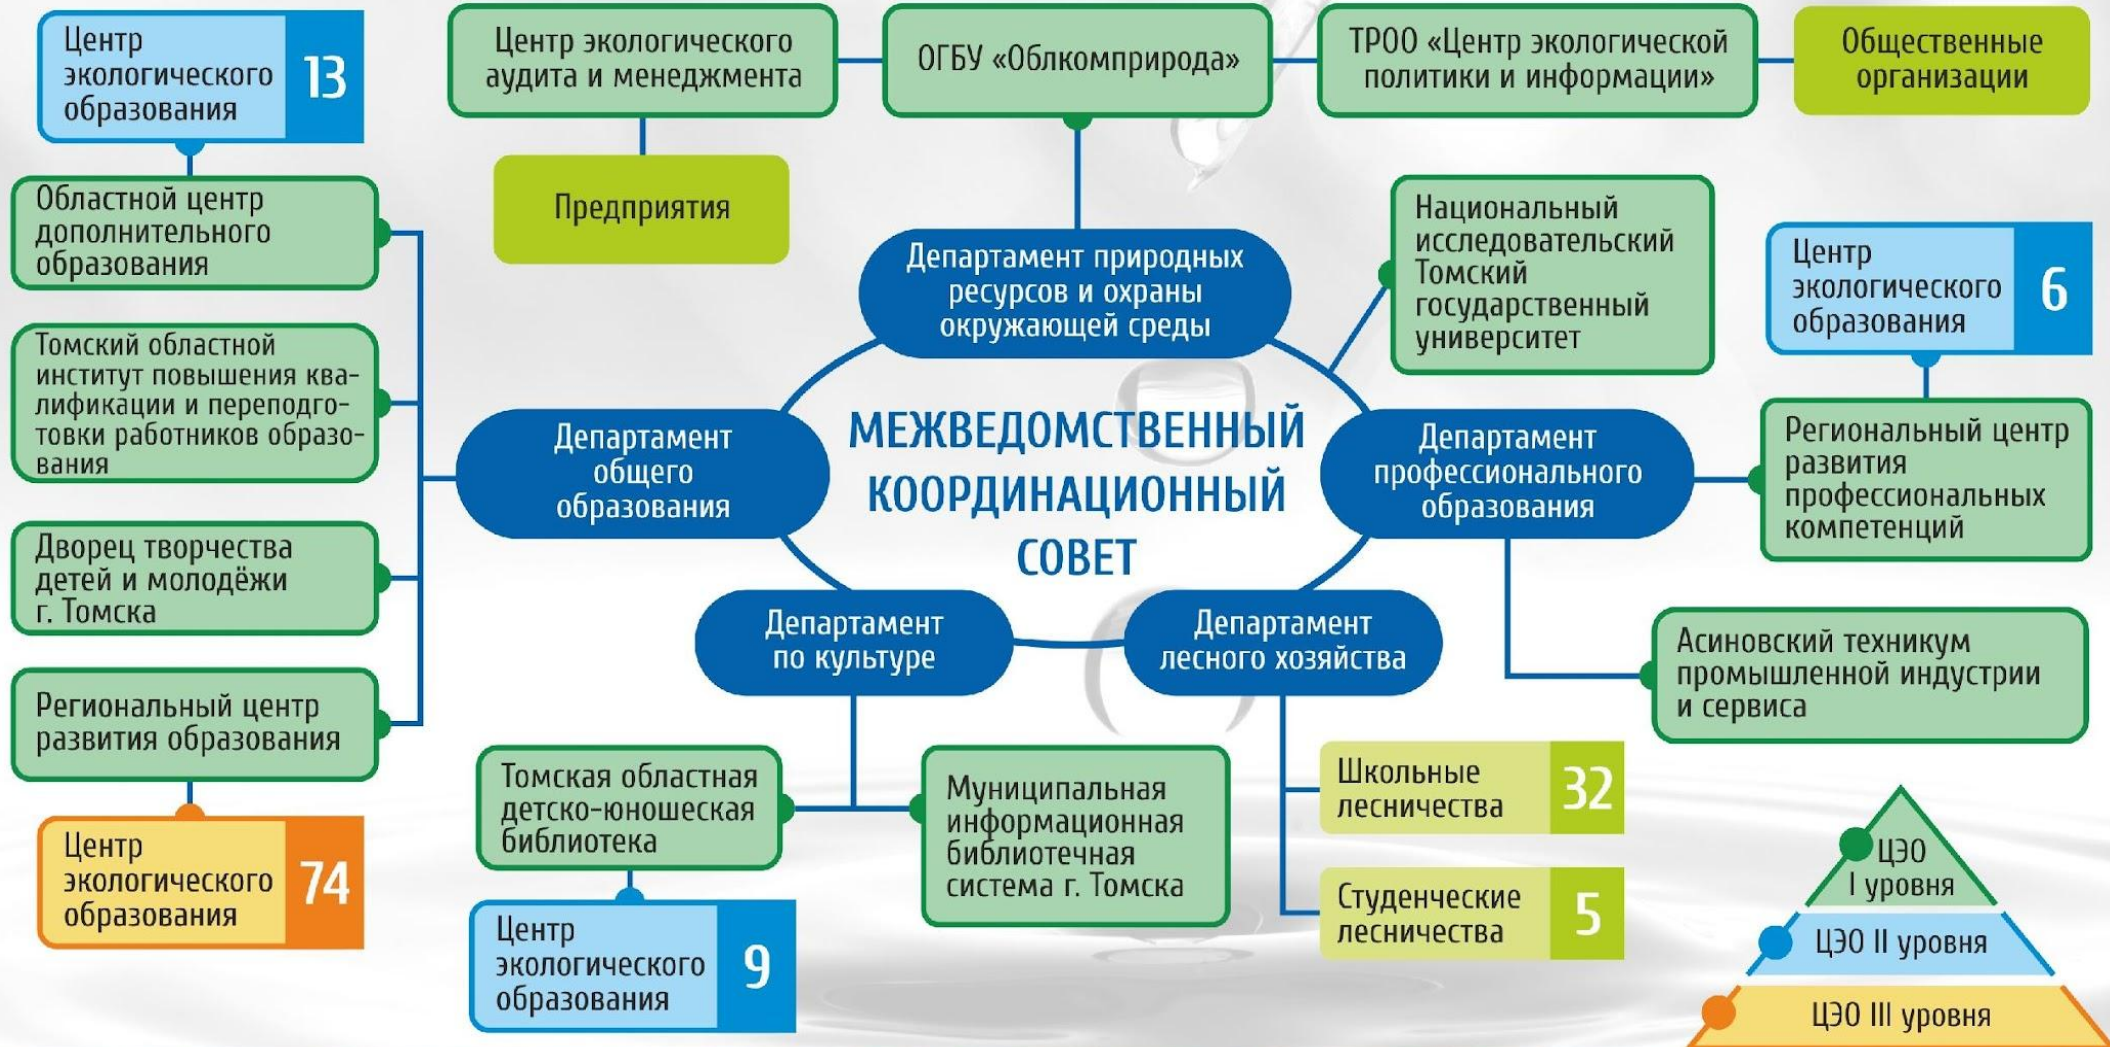 Центр
экологического
образования
13
Центр экологического
аудита и менеджмента
ОГБУ «Облкомприрода»
ТРОО «Центр экологической
политики и информации»
Общественные
организации
Предприятия
Областной центр
дополнительного
образования
Томский областной
институт повышения ква-
лификации и переподго-
товки работников образо-
вания
Дворец творчества
детей и молодёжи
г. Томска
Региональный центр
развития образования
Центр
экологического
образования
74
Департамент природных
ресурсов и охраны
окружающей среды
Национальный
исследовательский
Томский
государственный
университет
Центр
экологического
образования
6
Департамент
общего
образования
МЕЖВЕДОМСТВЕННЫЙ
КООРДИНАЦИОННЫЙ
СОВЕТ
Департамент
профессионального
образования
Региональный центр
развития
профессиональных
компетенций
Департамент
по культуре
Департамент
лесного хозяйства
Асиновский техникум
промышленной индустрии
и сервиса
Томская областная
детско-юношеская
библиотека
Муниципальная
информационная
библиотечная
система г. Томска
Центр
экологического
образования
9
Школьные
лесничества
32
Студенческие
лесничества
5
ЦЭО
I уровня
ЦЭО II уровня
ЦЭО III уровня